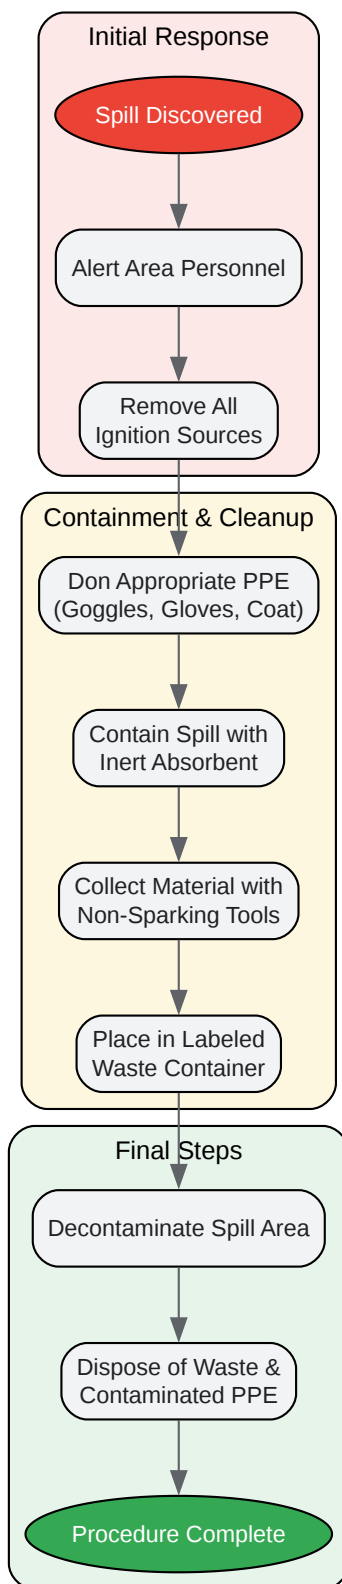 Initial Response
Spill Discovered
Alert Area Personnel
Remove All
Ignition Sources
Containment & Cleanup
Don Appropriate PPE
(Goggles, Gloves, Coat)
Contain Spill with
Inert Absorbent
Collect Material with
Non-Sparking Tools
Place in Labeled
Waste Container
Final Steps
Decontaminate Spill Area
Dispose of Waste &
Contaminated PPE
Procedure Complete